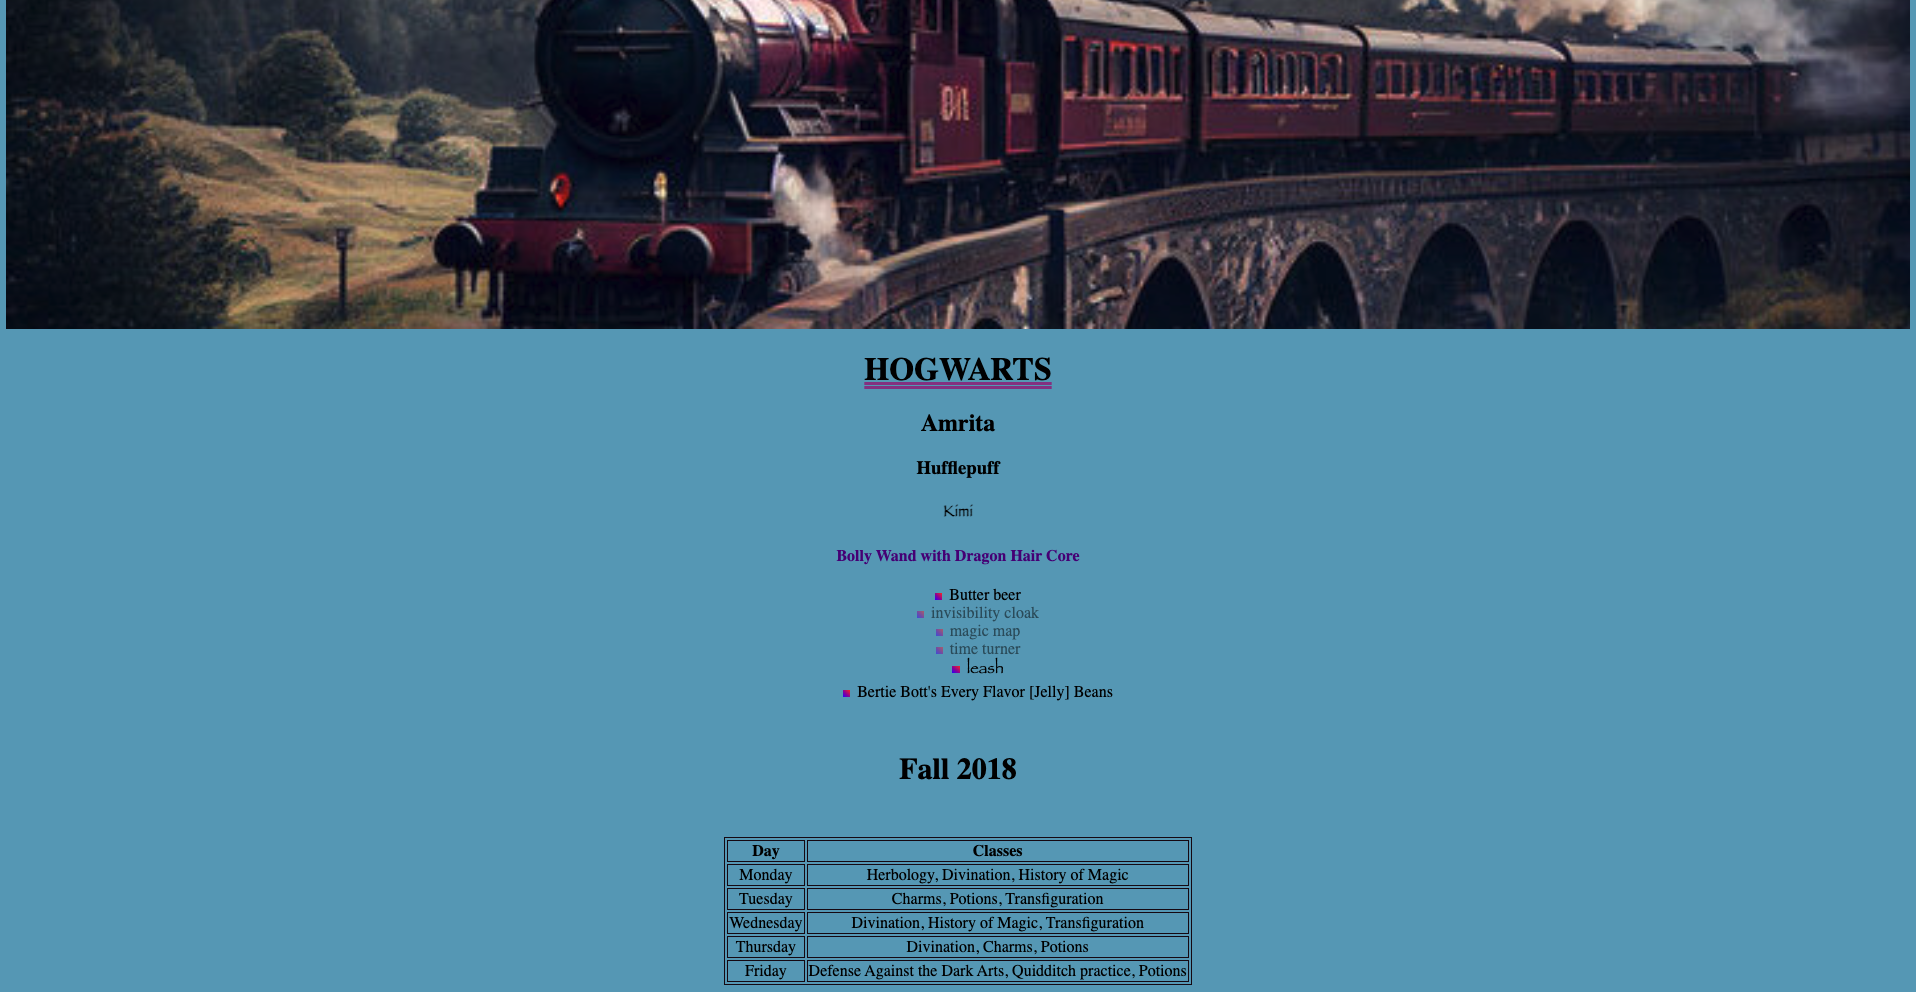 HOGWARTS
Amrita
Hufflepuff
Kimi
Bolly Wand with Dragon Hair Core
Butter beer
invisibility cloak
magic map
time turner
leash
Bertie Bott's Every Flavor [Jelly] Beans
Fall 2018
Day Classes
Monday Herbology, Divination, History of Magic
Tuesday Charms, Potions, Transfiguration
Wednesday Divination, History of Magic, Transfiguration
Thursday Divination, Charms, Potions
Friday Defense Against the Dark Arts, Quidditch practice, Potions